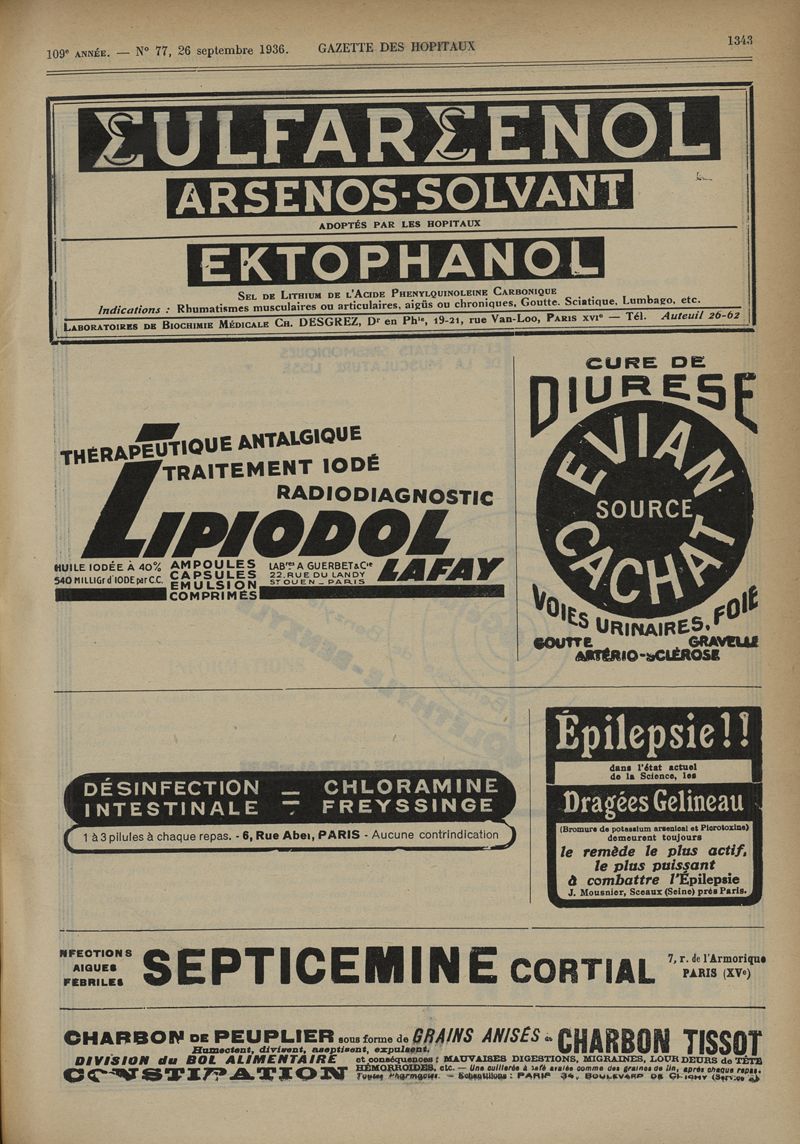 109e ANNÉE. — N° 77, 26 septembre 1936.
GAZETTE DES HOPITAUX
1343
ΣULFARΣENOL
ARSENOS-SOLVANT
ADOPTÉS PAR LES HOPITAUX
EKTOPHANOL
SEL DE LITHIUM DE L'ACIDE PHENYLQUINOLEINE CARBONIQUE
Indications : Rhumatismes musculaires ou articulaires, aigüs ou chroniques, Goutte, Sciatique, Lumbago, etc.
LABORATOIRES DE BIOCHIMIE MÉDICALE CH. DESGREZ, Dr en Phie, 19-21, rue Van-Loo, PARIS XVIe — Tél. Auteuil 26-62
THÉRAPEUTIQUE ANTALGIQUE
TRAITEMENT IODÉ
RADIODIAGNOSTIC
LIPIODOL
LAFAY
HUILE IODÉE À 40%
540 MILLIGr d'IODE par C.C.
AMPOULES
CAPSULES
EMULSION
COMPRIMÉS
LABres A GUERBET & Cie
22, RUE DU LANDY
St OUEN _ PARIS
CURE DE
DIURESE
EVIAN
SOURCE
CACHAT
VOIES URINAIRES, FOIE
GOUTTE GRAVELLE
ARTÉRIO-SCLÉROSE
DÉSINFECTION = CHLORAMINE
INTESTINALE = FREYSSINGE
1 à 3 pilules à chaque repas. - 6, Rue Abel, PARIS - Aucune contrindication
Épilepsie!!
dans l'état actuel
de la Science, les
Dragées Gelineau
(Bromure de potassium arsenical et Picrotoxine)
demeurent toujours
le remède le plus actif,
le plus puissant
à combattre l'Épilepsie
J. Mousnier, Sceaux (Seine) près Paris.
NFECTIONS
AIGUES
FÉBRILES
SEPTICEMINE CORTIAL
7, r. de l'Armorique
PARIS (XVe)
CHARBON DE PEUPLIER sous forme de GRAINS ANISÉS = CHARBON TISSOT
Humectent, divisent, aseptisent, expulsent.
DIVISION du BOL ALIMENTAIRE
CONSTIPATION
et conséquences : MAUVAISES DIGESTIONS, MIGRAINES, LOURDEURS de TÊTE
HÉMORROIDES, etc. — Une cuillerée à café avalée comme des graines de lin, après chaque repas.
Toutes Pharmacies. — Echantillons : PARIS 34, BOULEVARD DE CLICHY